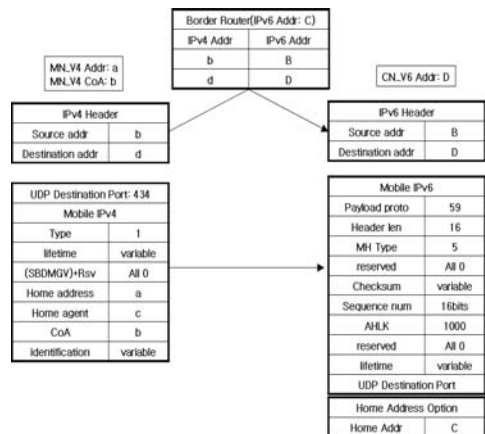 Border Router(IPv6 Addr: C)
IPv4 Addr IPv6 Addr
b B
d D
MN_V4 Addr: a
MN_V4 CoA: b
CN_V6 Addr: D
IPv4 Header
Source addr b
Destination addr d
IPv6 Header
Source addr B
Destination addr D
UDP Destination Port: 434
Mobile IPv4
Type 1
lifetime variable
(SBDMGV)+Rsv All 0
Home address a
Home agent c
CoA b
identification variable
Mobile IPv6
Payload proto 59
Header len 16
MH Type 5
reserved All 0
Checksum variable
Sequence num 16bits
AHLK 1000
reserved All 0
lifetime variable
UDP Destination Port
Home Address Option
Home Addr C